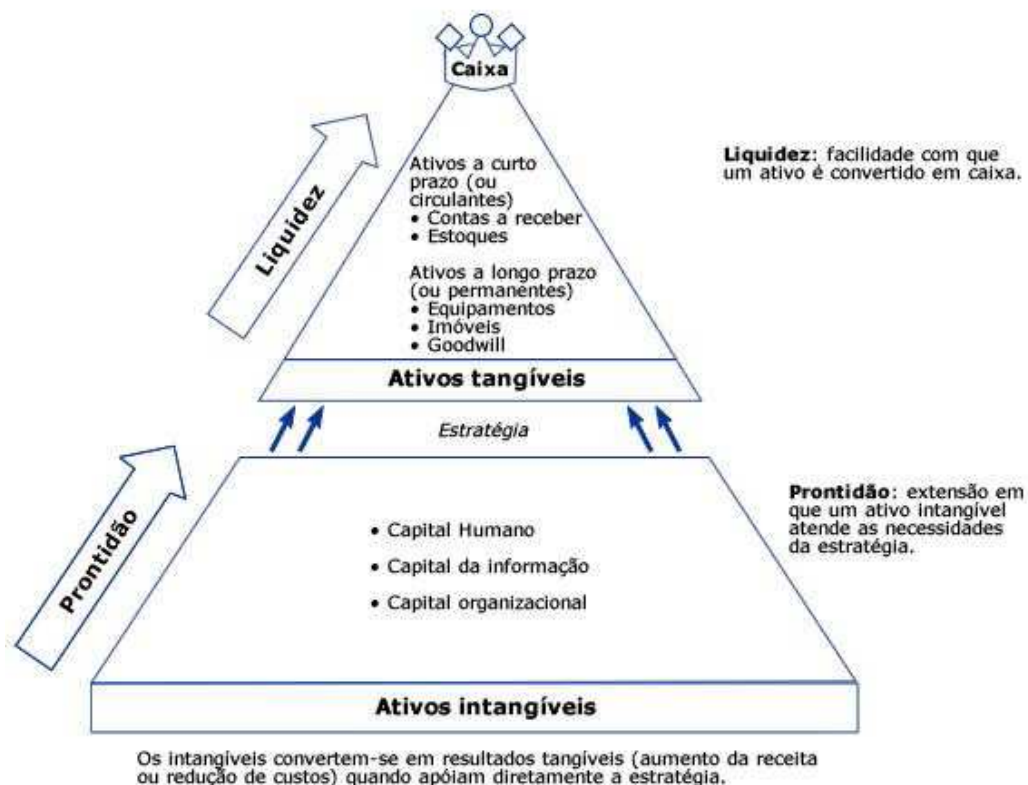 Caixa
Liquidez
Ativos a curto
prazo (ou
circulantes)
• Contas a receber
• Estoques
Ativos a longo prazo
(ou permanentes)
• Equipamentos
• Imóveis
• Goodwill
Ativos tangíveis
Liquidez: facilidade com que
um ativo é convertido em caixa.
Estratégia
Prontidão
• Capital Humano
• Capital da informação
• Capital organizacional
Prontidão: extensão em
que um ativo intangível
atende as necessidades
da estratégia.
Ativos intangíveis
Os intangíveis convertem-se em resultados tangíveis (aumento da receita
ou redução de custos) quando apóiam diretamente a estratégia.